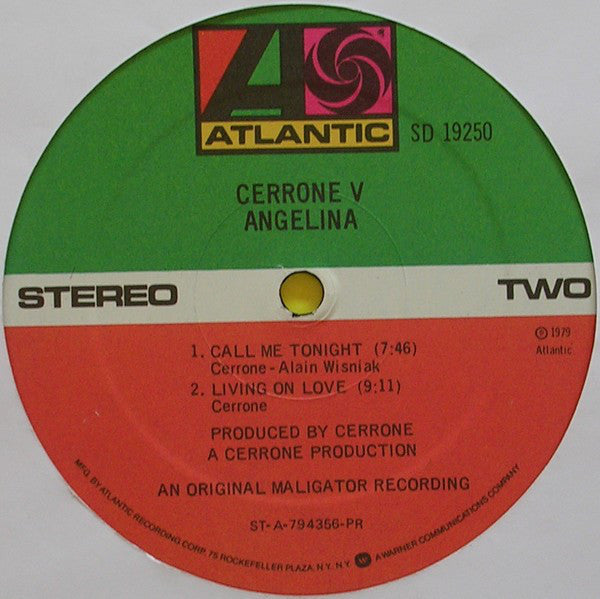 ATLANTIC
SD 19250
CERRONE V
ANGELINA
STEREO
TWO
℗ 1979
Atlantic
1. CALL ME TONIGHT (7:46)
Cerrone - Alain Wisniak
2. LIVING ON LOVE (9:11)
Cerrone
PRODUCED BY CERRONE
A CERRONE PRODUCTION
AN ORIGINAL MALIGATOR RECORDING
ST-A-794356-PR
MFG. BY ATLANTIC RECORDING CORP. 75 ROCKEFELLER PLAZA, N.Y. N.Y. A WARNER COMMUNICATIONS COMPANY